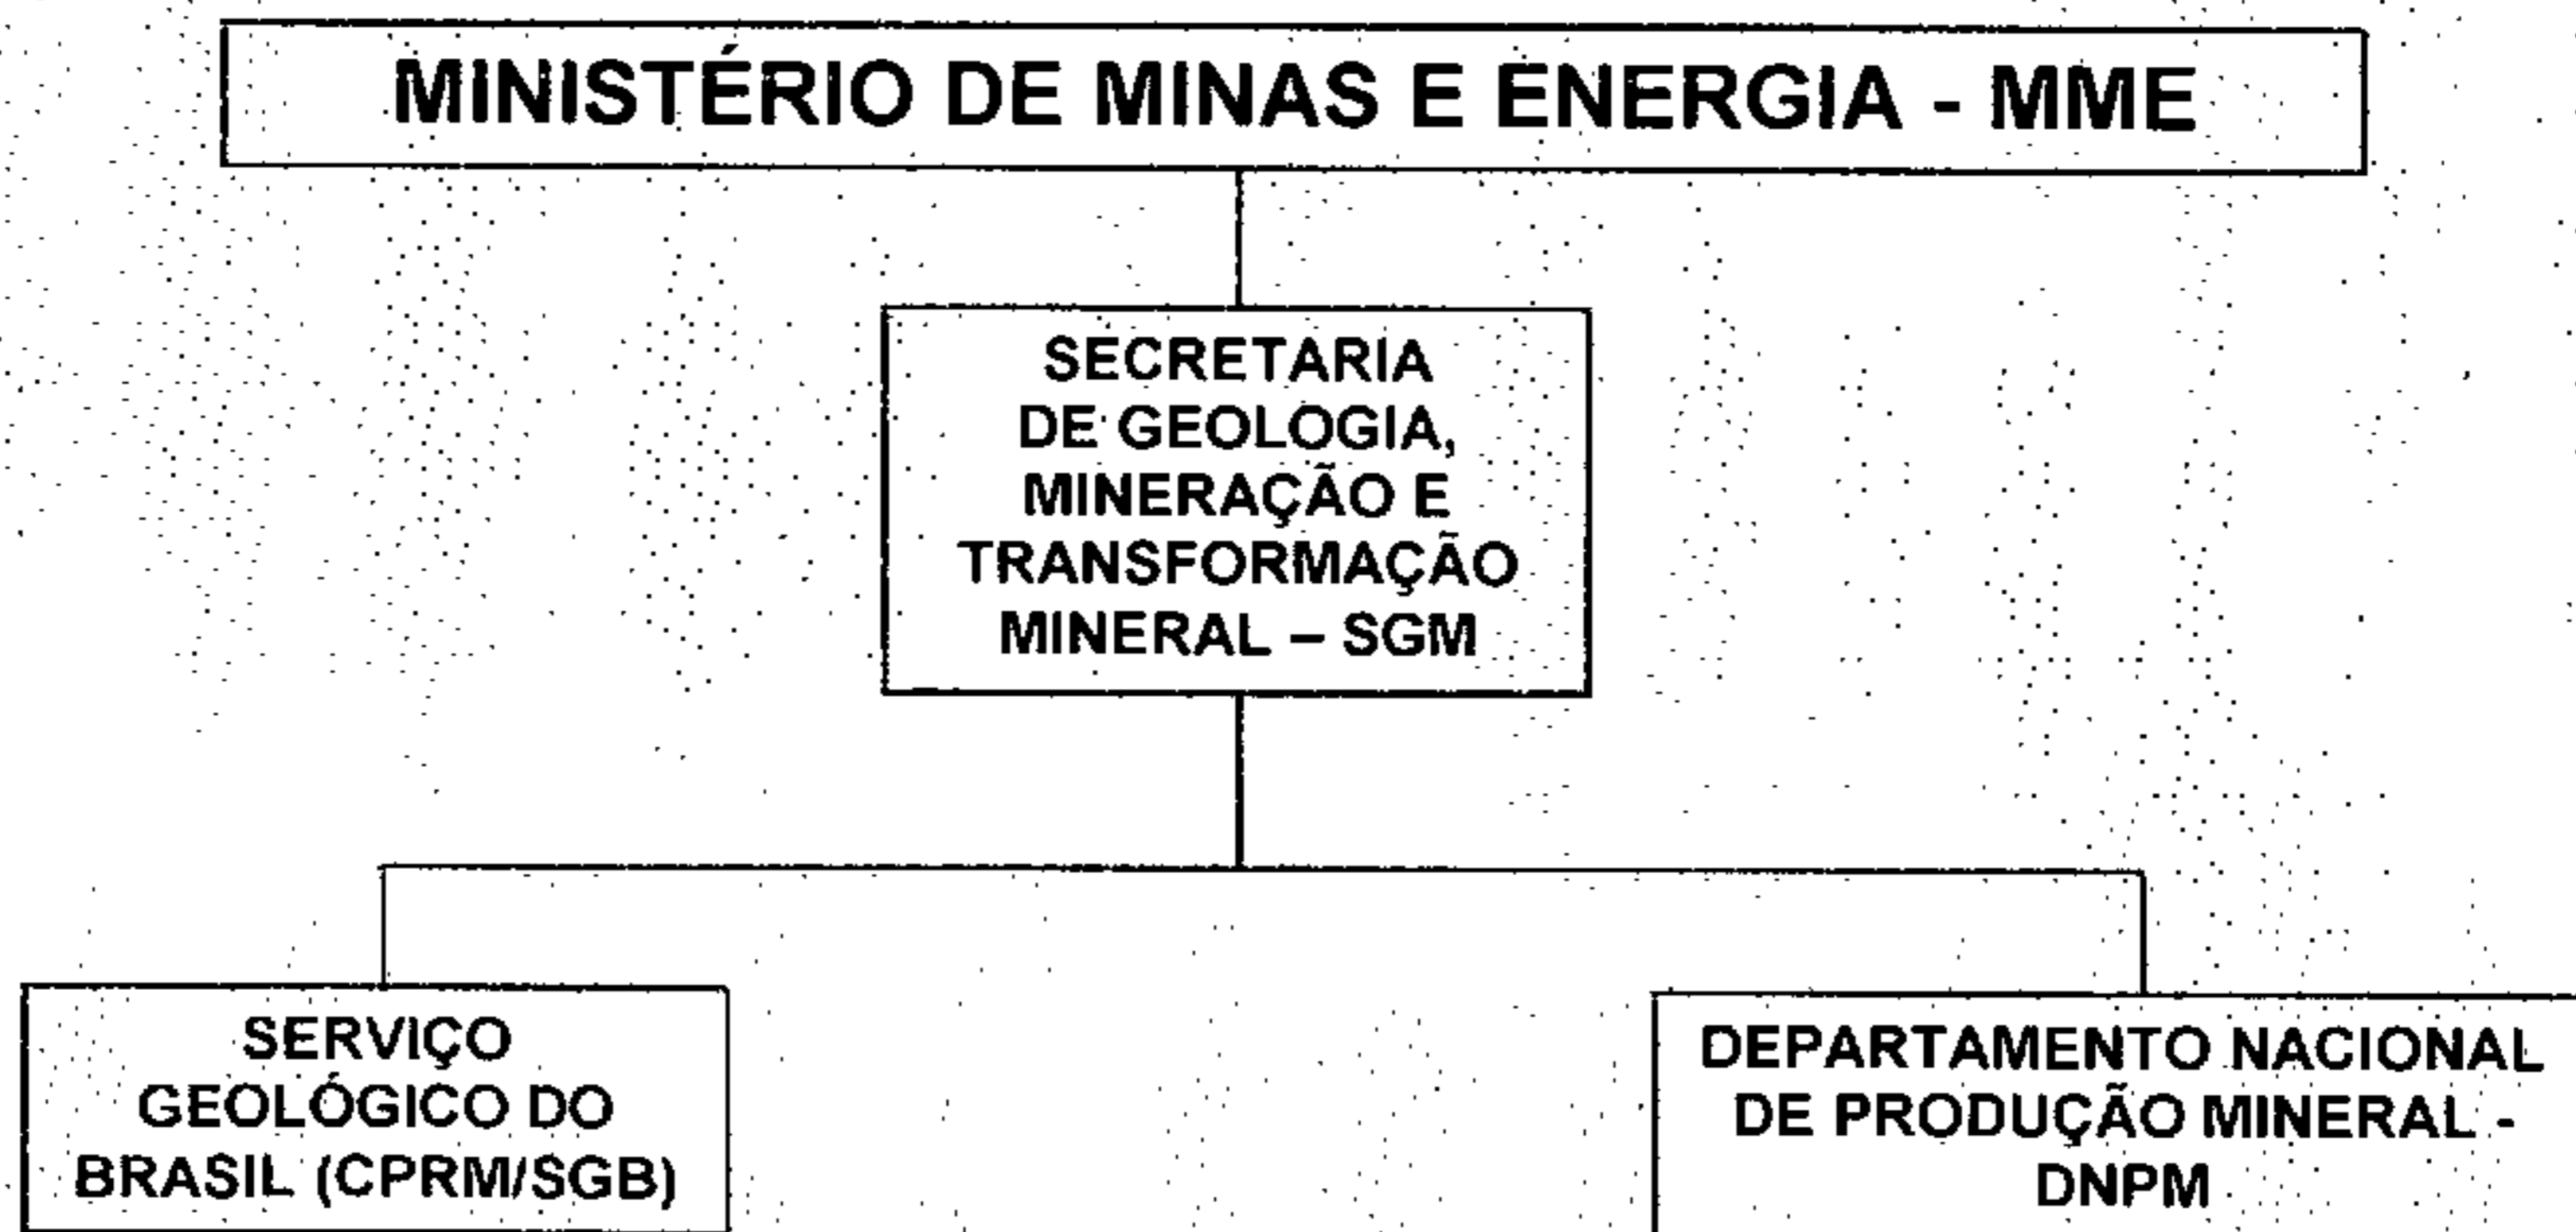 MINISTÉRIO DE MINAS E ENERGIA - MME
SECRETARIA
DE GEOLOGIA,
MINERAÇÃO E
TRANSFORMAÇÃO
MINERAL – SGM
SERVIÇO
GEOLÓGICO DO
BRASIL (CPRM/SGB)
DEPARTAMENTO NACIONAL
DE PRODUÇÃO MINERAL -
DNPM